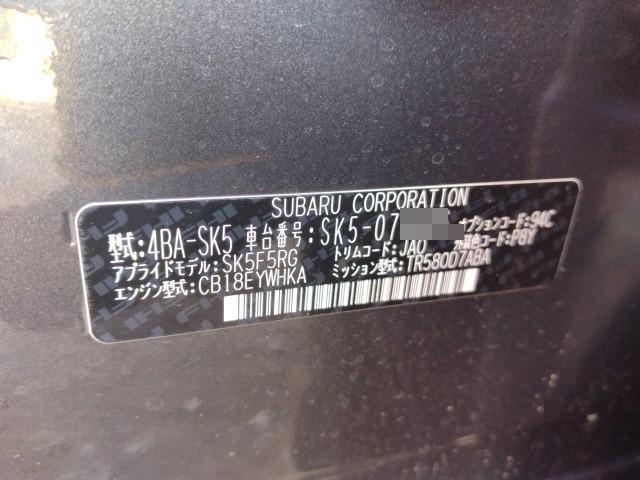 SUBARU CORPORATION
型式:4BA-SK5 車台番号:SK5-07 オプションコード:94C
アプライドモデル:SK5F5RG トリムコード:JAO 外装色コード:P8Y
エンジン型式:CB18EYWHKA ミッション型式:TR580D7ABA